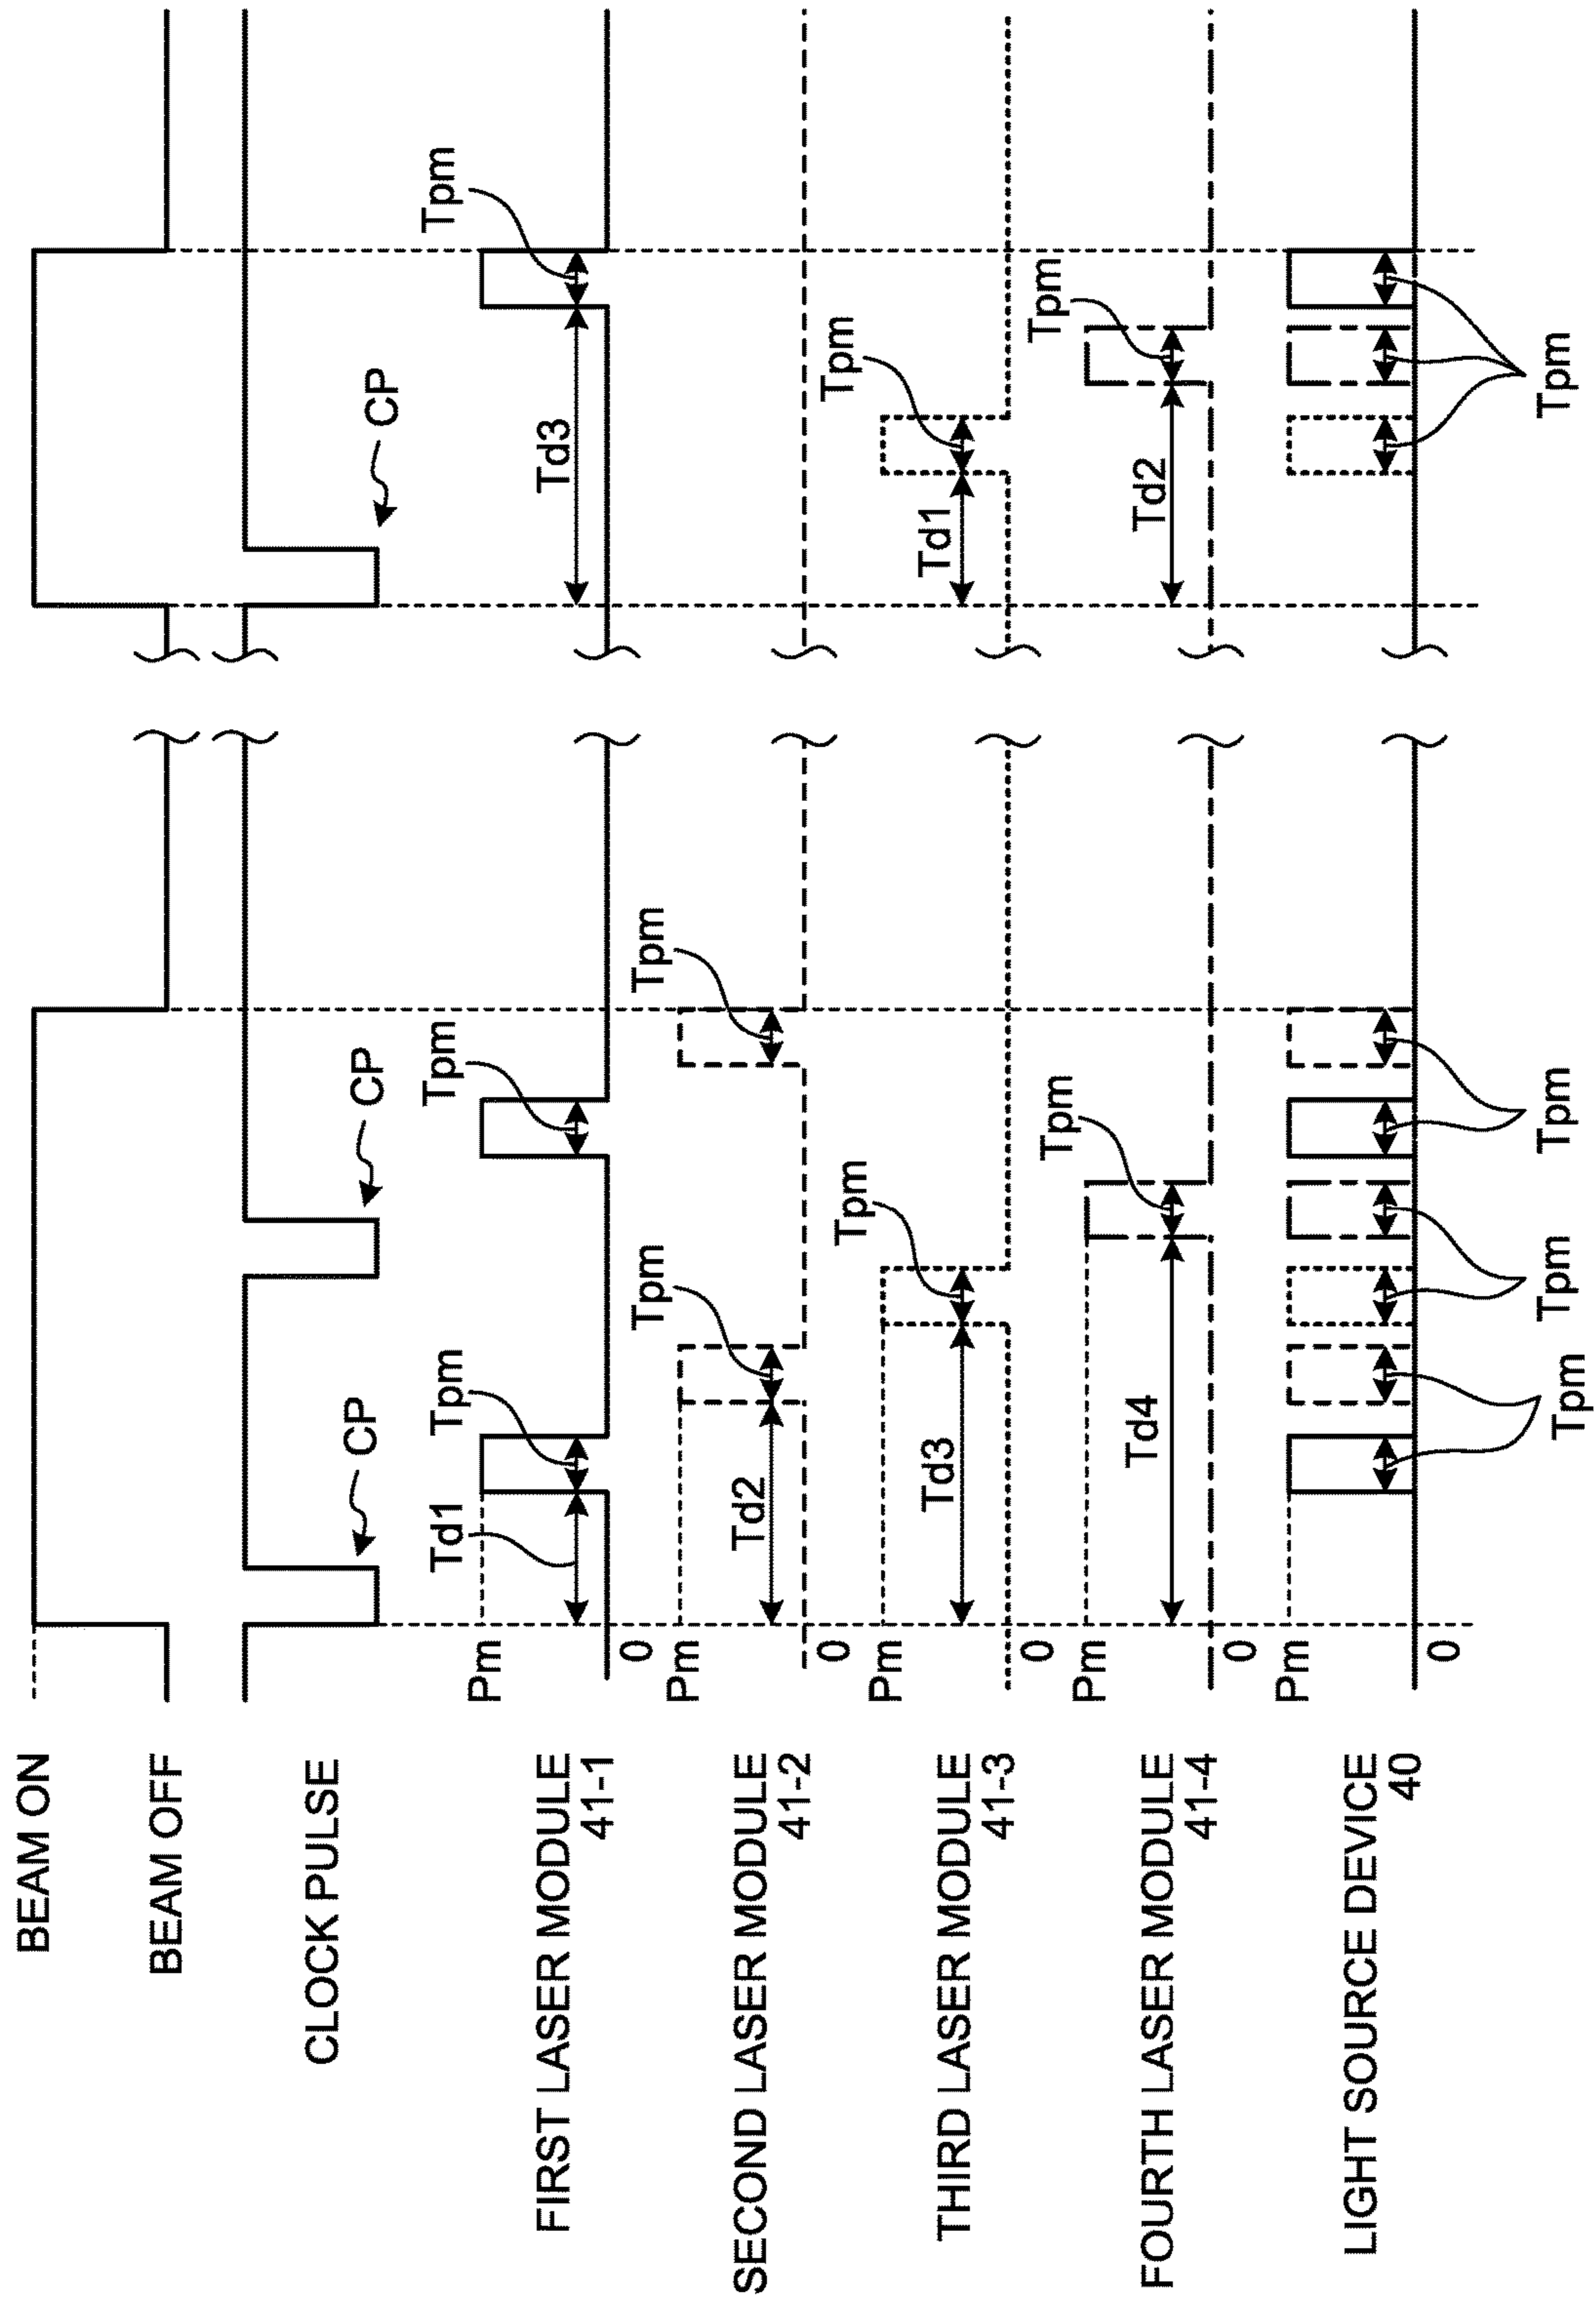 BEAM ON
BEAM OFF
CLOCK PULSE
CP
CP
CP
FIRST LASER MODULE
41-1
Pm
0
Td1
Tpm
Tpm
Td3
Tpm
SECOND LASER MODULE
41-2
Pm
0
Td2
Tpm
Tpm
THIRD LASER MODULE
41-3
Pm
0
Td3
Tpm
Td1
Tpm
FOURTH LASER MODULE
41-4
Pm
0
Td4
Tpm
Td2
Tpm
LIGHT SOURCE DEVICE
40
Pm
0
Tpm
Tpm
Tpm
Tpm